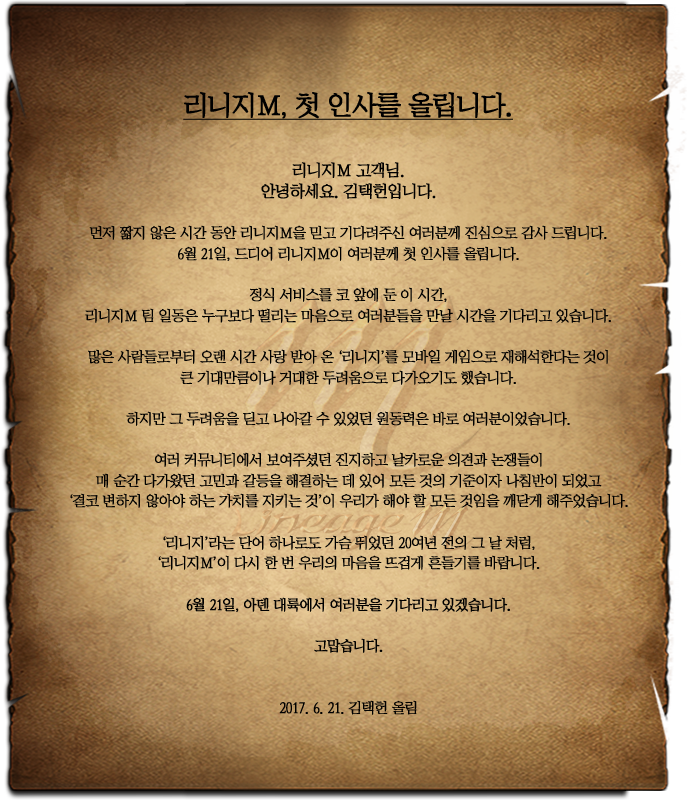 리니지M, 첫 인사를 올립니다.
리니지M 고객님.
안녕하세요. 김택헌입니다.
먼저 짧지 않은 시간 동안 리니지M을 믿고 기다려주신 여러분께 진심으로 감사 드립니다.
6월 21일, 드디어 리니지M이 여러분께 첫 인사를 올립니다.
정식 서비스를 코 앞에 둔 이 시간,
리니지M 팀 일동은 누구보다 떨리는 마음으로 여러분들을 만날 시간을 기다리고 있습니다.
많은 사람들로부터 오랜 시간 사랑 받아 온 ‘리니지’를 모바일 게임으로 재해석한다는 것이
큰 기대만큼이나 거대한 두려움으로 다가오기도 했습니다.
하지만 그 두려움을 딛고 나아갈 수 있었던 원동력은 바로 여러분이었습니다.
여러 커뮤니티에서 보여주셨던 진지하고 날카로운 의견과 논쟁들이
매 순간 다가왔던 고민과 갈등을 해결하는 데 있어 모든 것의 기준이자 나침반이 되었고
‘결코 변하지 않아야 하는 가치를 지키는 것’이 우리가 해야 할 모든 것임을 깨닫게 해주었습니다.
Lineage M
‘리니지’라는 단어 하나로도 가슴 뛰었던 20여년 전의 그 날 처럼,
‘리니지M’이 다시 한 번 우리의 마음을 뜨겁게 흔들기를 바랍니다.
6월 21일, 아덴 대륙에서 여러분을 기다리고 있겠습니다.
고맙습니다.
2017. 6. 21. 김택헌 올림